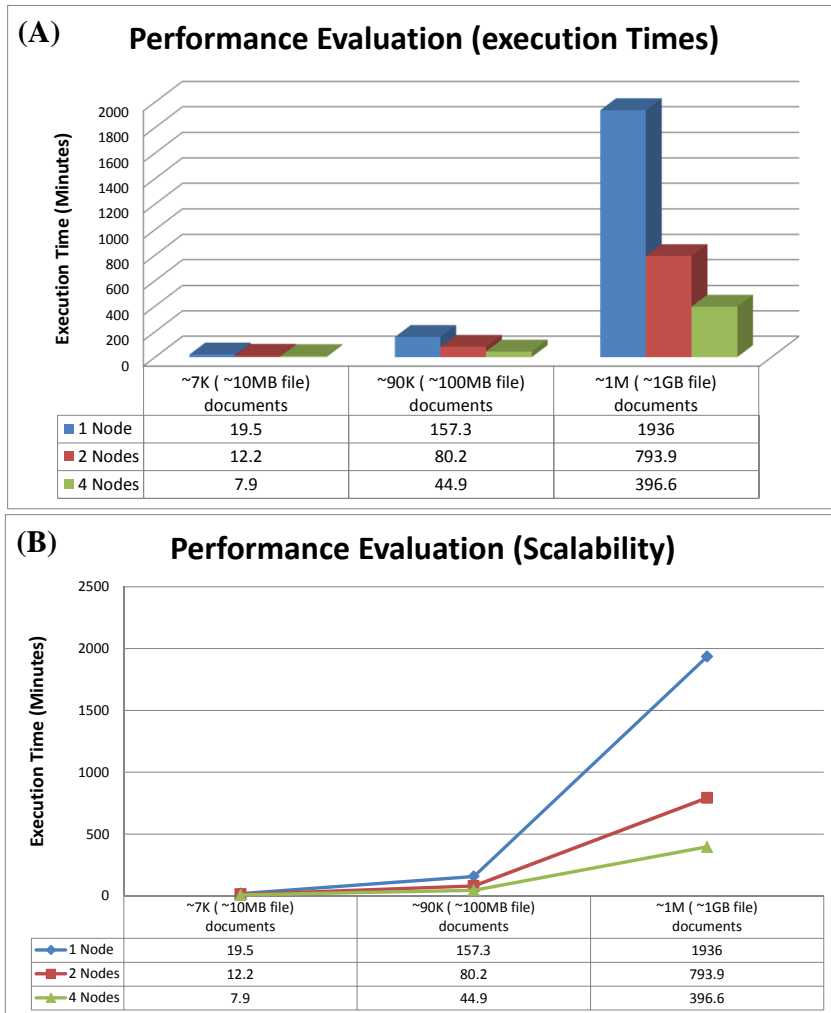 (A) Performance Evaluation (execution Times)
Execution Time (Minutes)
2000
1800
1600
1400
1200
1000
800
600
400
200
0
~7K ( ~10MB file) documents
~90K ( ~100MB file) documents
~1M ( ~1GB file) documents
1 Node 19.5 157.3 1936
2 Nodes 12.2 80.2 793.9
4 Nodes 7.9 44.9 396.6
(B) Performance Evaluation (Scalability)
Execution Time (Minutes)
2500
2000
1500
1000
500
0
~7K ( ~10MB file) documents
~90K ( ~100MB file) documents
~1M ( ~1GB file) documents
1 Node 19.5 157.3 1936
2 Nodes 12.2 80.2 793.9
4 Nodes 7.9 44.9 396.6